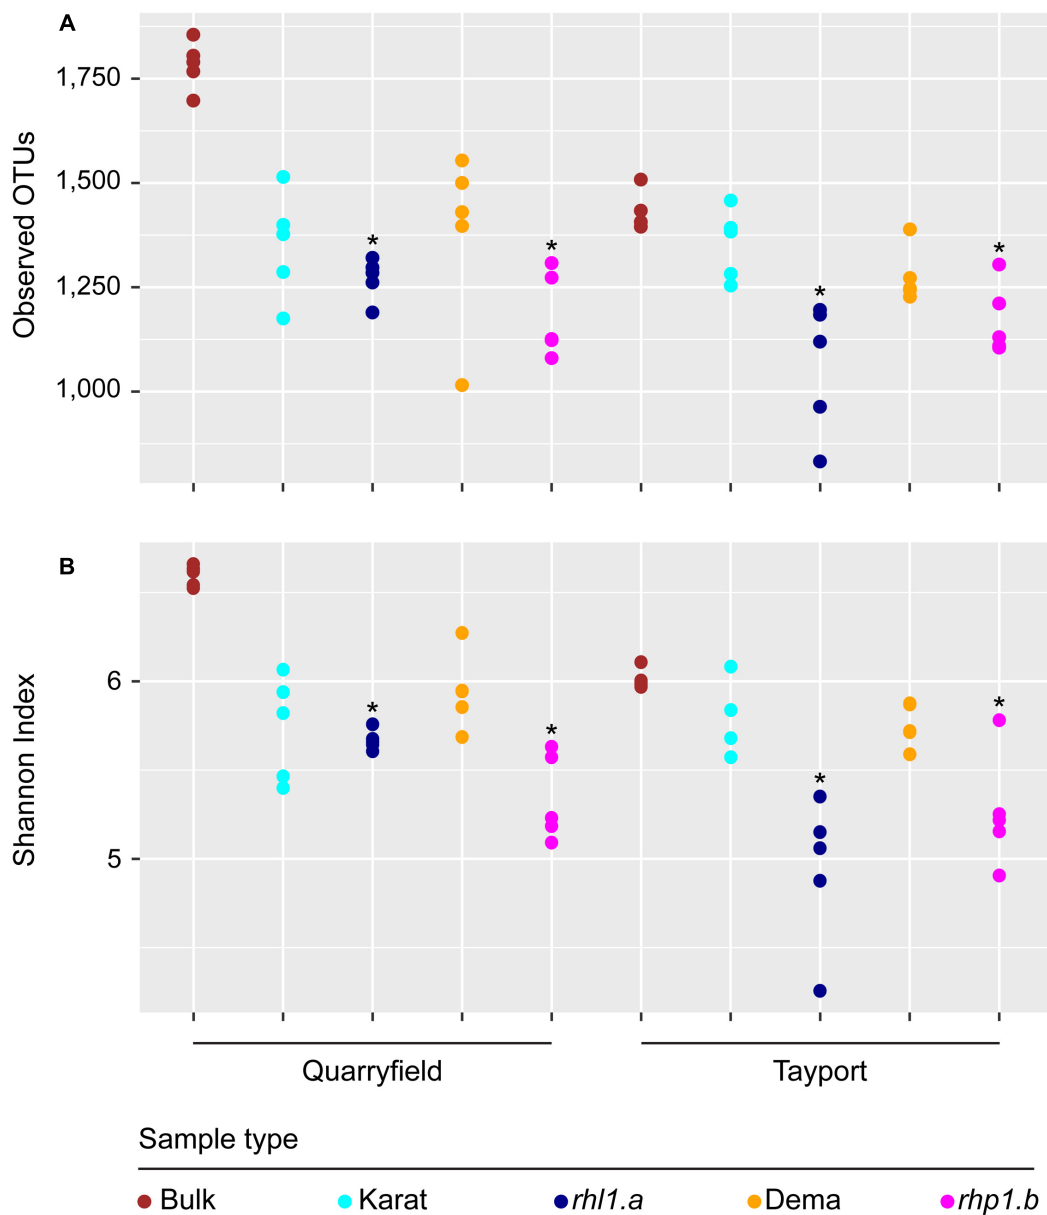 A
Observed OTUs
1,750
1,500
1,250
1,000
*
*
*
*
B
Shannon Index
6
5
*
*
*
*
Quarryfield Tayport
Sample type
Bulk Karat rhl1.a Dema rhp1.b